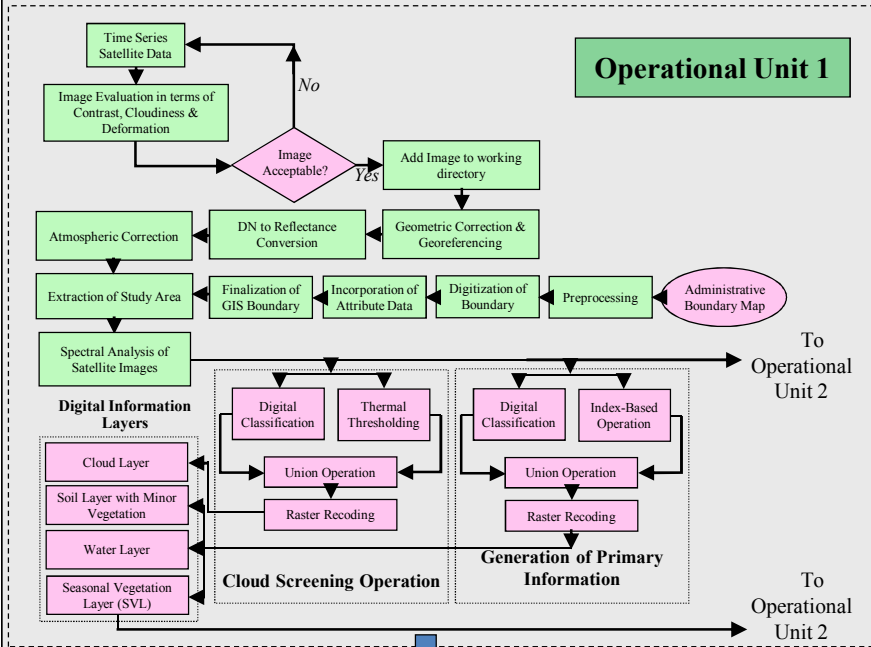 Time Series
Satellite Data
Operational Unit 1
No
Image Evaluation in terms of
Contrast, Cloudiness &
Deformation
Image
Acceptable?
Yes
Add Image to working
directory
Atmospheric Correction
DN to Reflectance
Conversion
Geometric Correction &
Georeferencing
Extraction of Study Area
Finalization of
GIS Boundary
Incorporation of
Attribute Data
Digitization of
Boundary
Preprocessing
Administrative
Boundary Map
Spectral Analysis of
Satellite Images
To
Operational
Unit 2
Digital Information
Layers
Digital
Classification
Thermal
Thresholding
Digital
Classification
Index-Based
Operation
Cloud Layer
Union Operation
Union Operation
Soil Layer with Minor
Vegetation
Raster Recoding
Raster Recoding
Water Layer
Cloud Screening Operation
Generation of Primary
Information
Seasonal Vegetation
Layer (SVL)
To
Operational
Unit 2